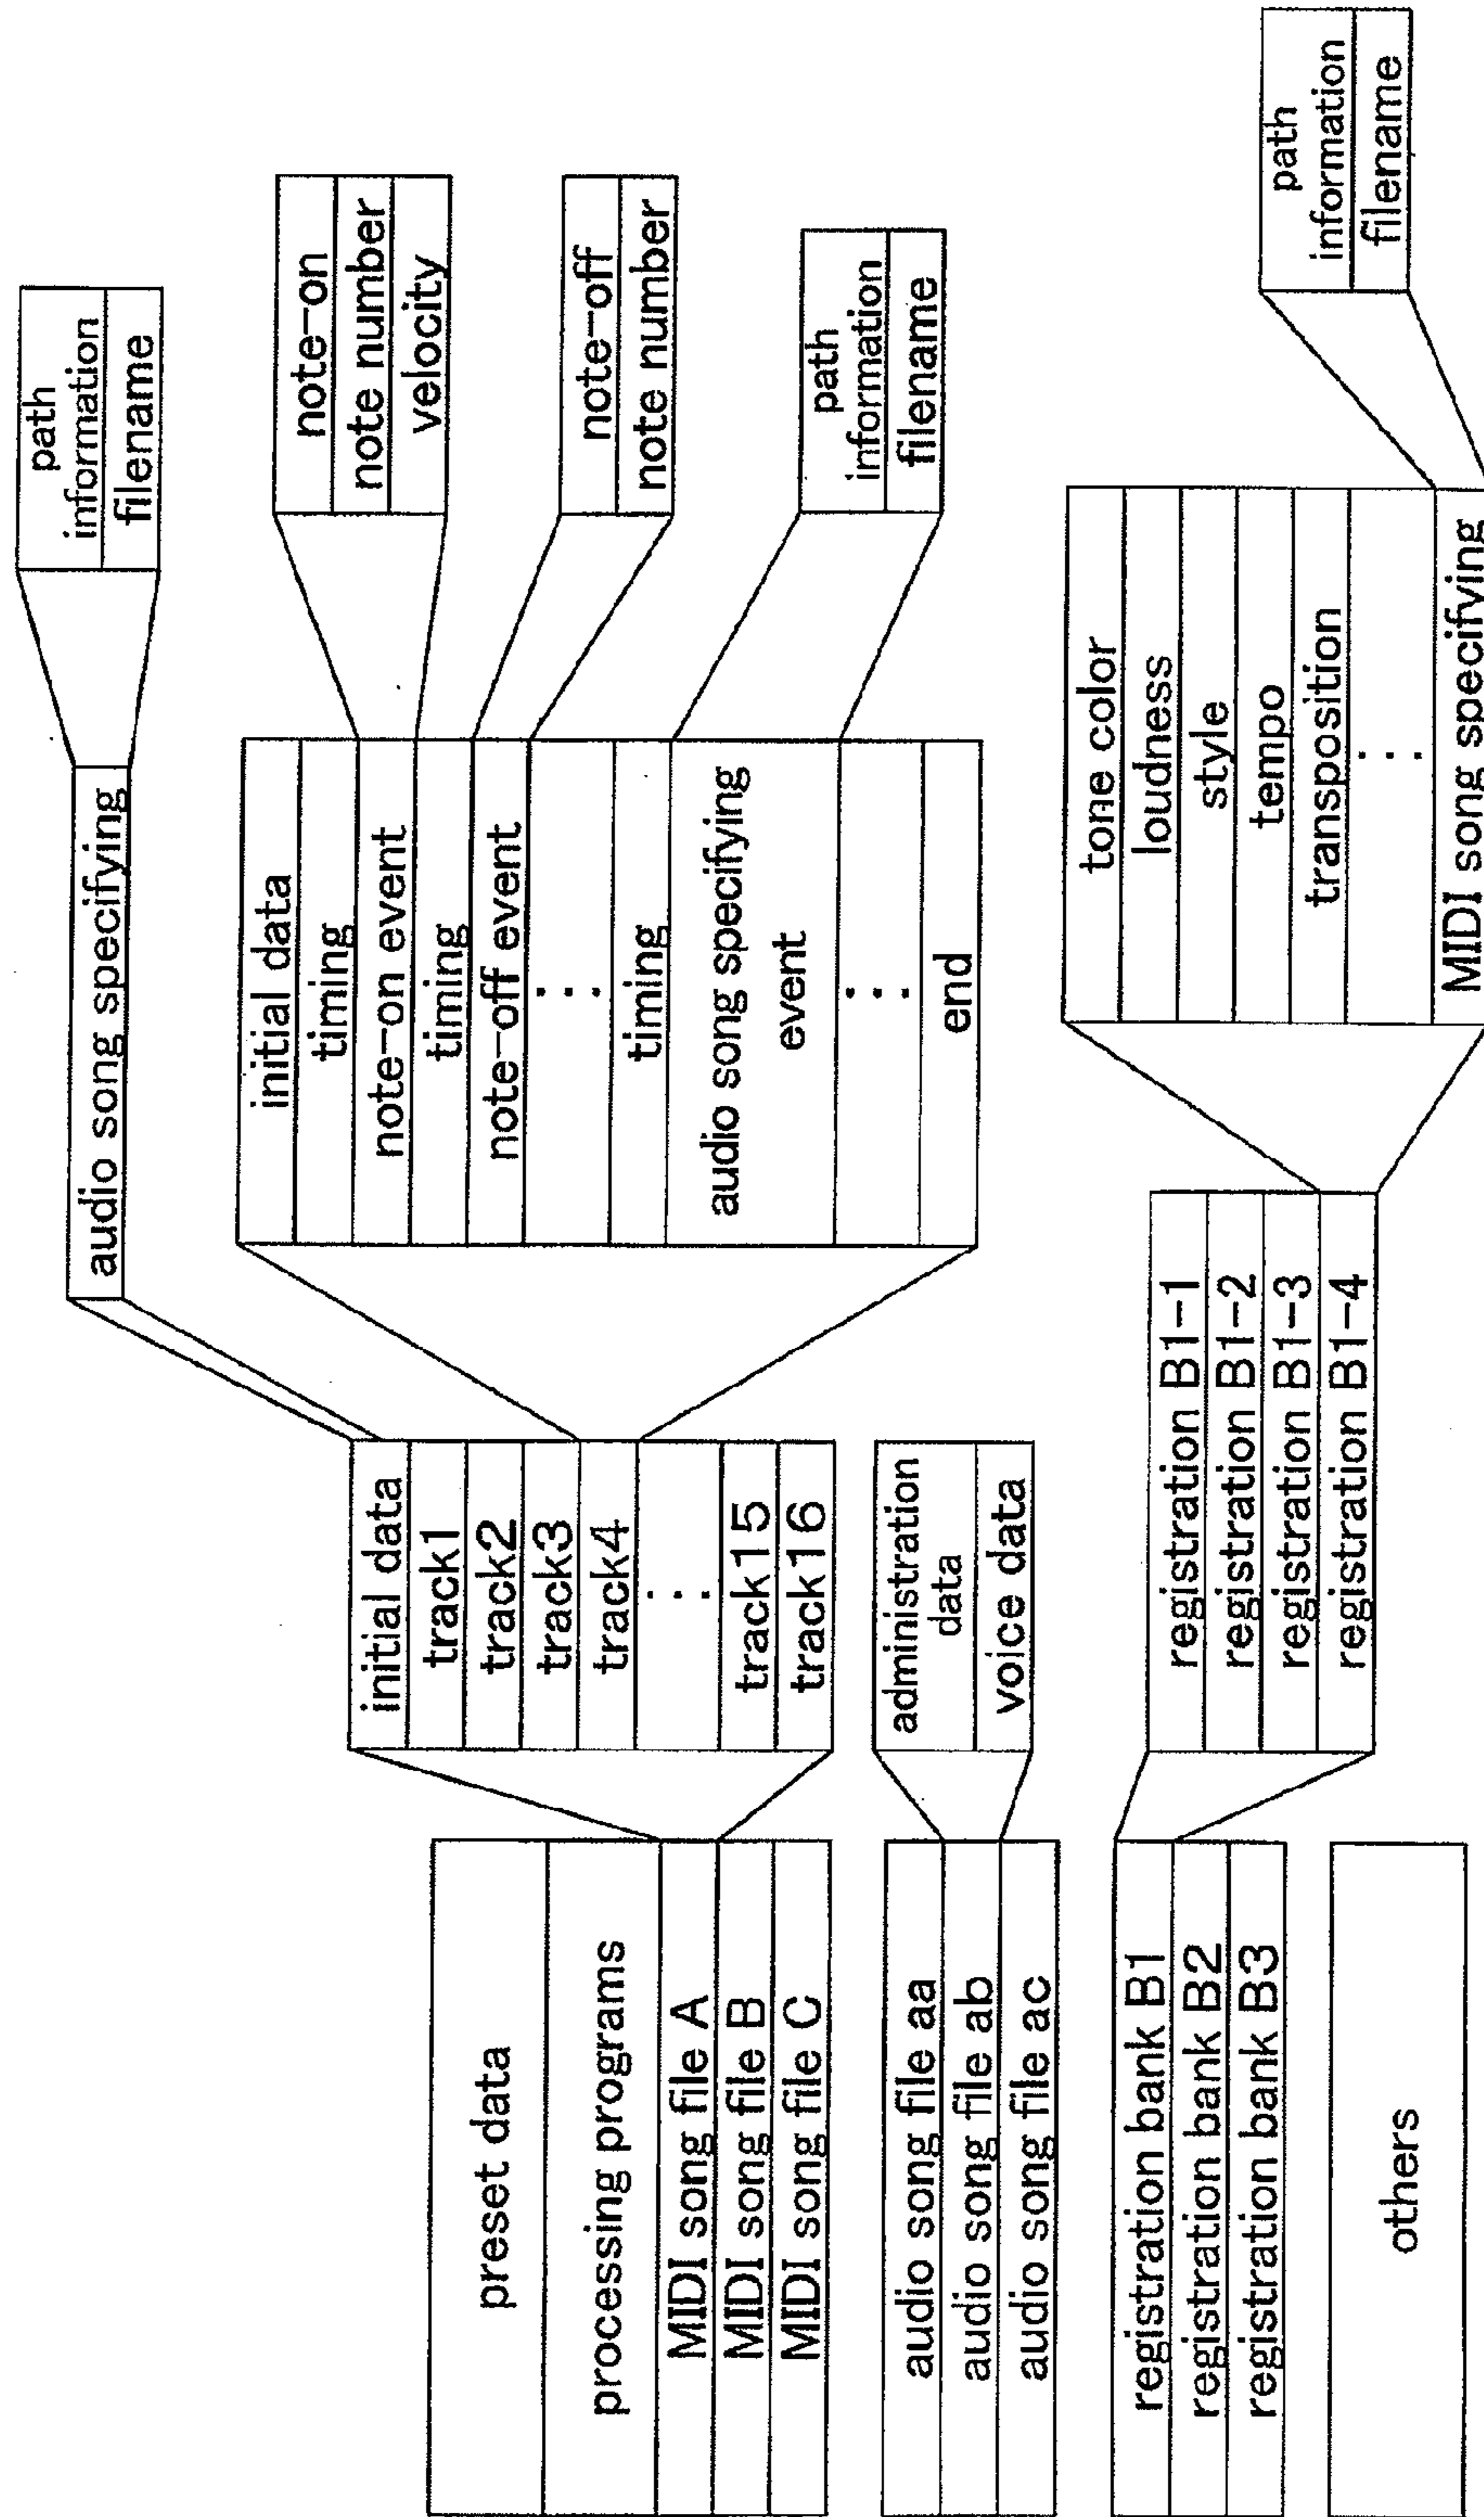 preset data
processing programs
MIDI song file A
MIDI song file B
MIDI song file C
audio song file aa
audio song file ab
audio song file ac
registration bank B1
registration bank B2
registration bank B3
others
initial data
track1
track2
track3
track4
...
track15
track16
administration
data
voice data
registration B1-1
registration B1-2
registration B1-3
registration B1-4
audio song specifying
initial data
timing
note-on event
timing
note-off event
...
timing
audio song specifying
event
...
end
tone color
loudness
style
tempo
transposition
...
MIDI song specifying
path
information
filename
note-on
note number
velocity
note-off
note number
path
information
filename
path
information
filename